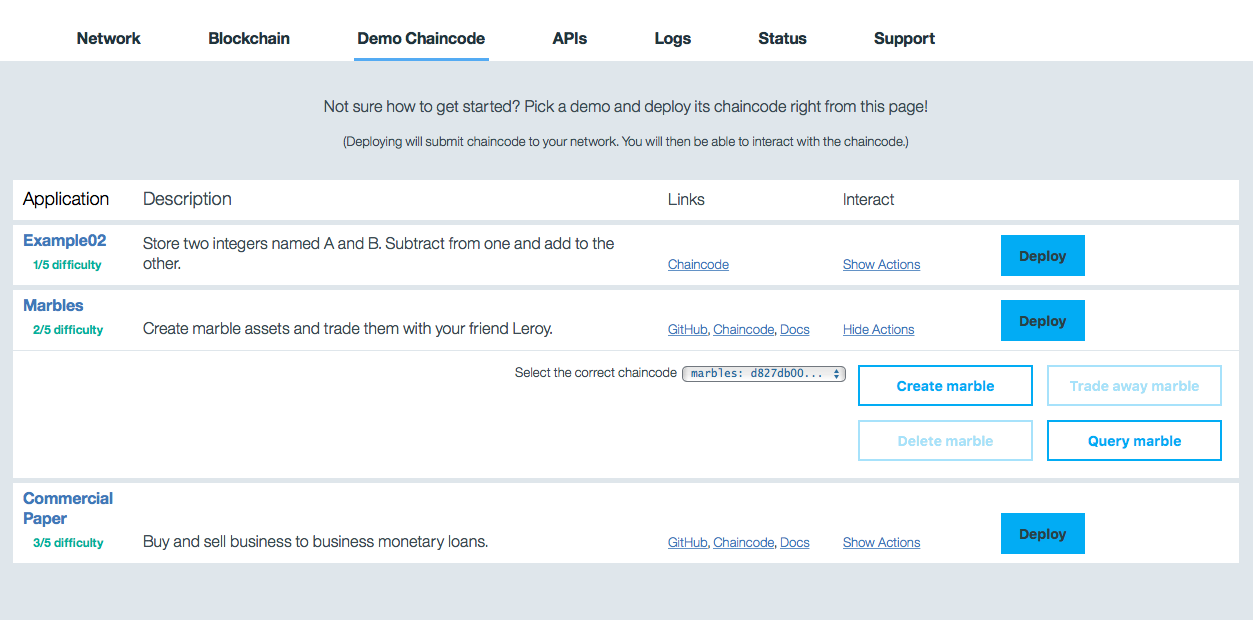 Network Blockchain Demo Chaincode APIs Logs Status Support
Not sure how to get started? Pick a demo and deploy its chaincode right from this page!
(Deploying will submit chaincode to your network. You will then be able to interact with the chaincode.)
Application Description Links Interact
Example02
Store two integers named A and B. Subtract from one and add to the
other.
1/5 difficulty
Chaincode
Show Actions
Deploy
Marbles
2/5 difficulty
Create marble assets and trade them with your friend Leroy.
GitHub, Chaincode, Docs
Hide Actions
Deploy
Select the correct chaincode marbles: d827db00...
Create marble
Trade away marble
Delete marble
Query marble
Commercial
Paper
3/5 difficulty
Buy and sell business to business monetary loans.
GitHub, Chaincode, Docs
Show Actions
Deploy